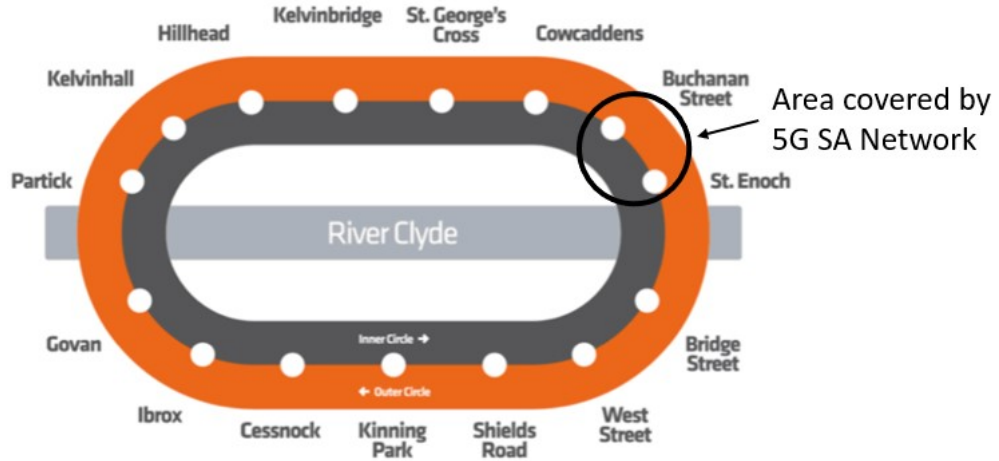 Kelvinbridge
St. George's
Cross
Hillhead
Cowcaddens
Kelvinhall
Buchanan
Street
Area covered by
5G SA Network
Partick
St. Enoch
River Clyde
Govan
Inner Circle →
Bridge
Street
← Outer Circle
Ibrox
Cessnock
Kinning
Park
Shields
Road
West
Street